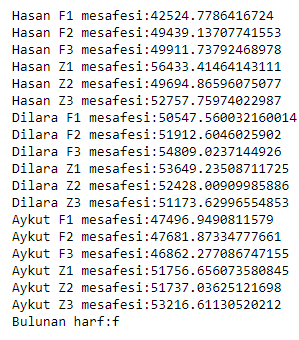 Hasan F1 mesafesi:42524.7786416724
Hasan F2 mesafesi:49439.13707741553
Hasan F3 mesafesi:49911.73792468978
Hasan Z1 mesafesi:56433.41464143111
Hasan Z2 mesafesi:49694.86596075077
Hasan Z3 mesafesi:52757.75974022987
Dilara F1 mesafesi:50547.560032160014
Dilara F2 mesafesi:51912.6046025902
Dilara F3 mesafesi:54809.0237144926
Dilara Z1 mesafesi:53649.23508711725
Dilara Z2 mesafesi:52428.00909985886
Dilara Z3 mesafesi:51173.62996554853
Aykut F1 mesafesi:47496.9490811579
Aykut F2 mesafesi:47681.87334777661
Aykut F3 mesafesi:46862.277086747155
Aykut Z1 mesafesi:51756.656073580845
Aykut Z2 mesafesi:51737.03625121698
Aykut Z3 mesafesi:53216.61130520212
Bulunan harf:f